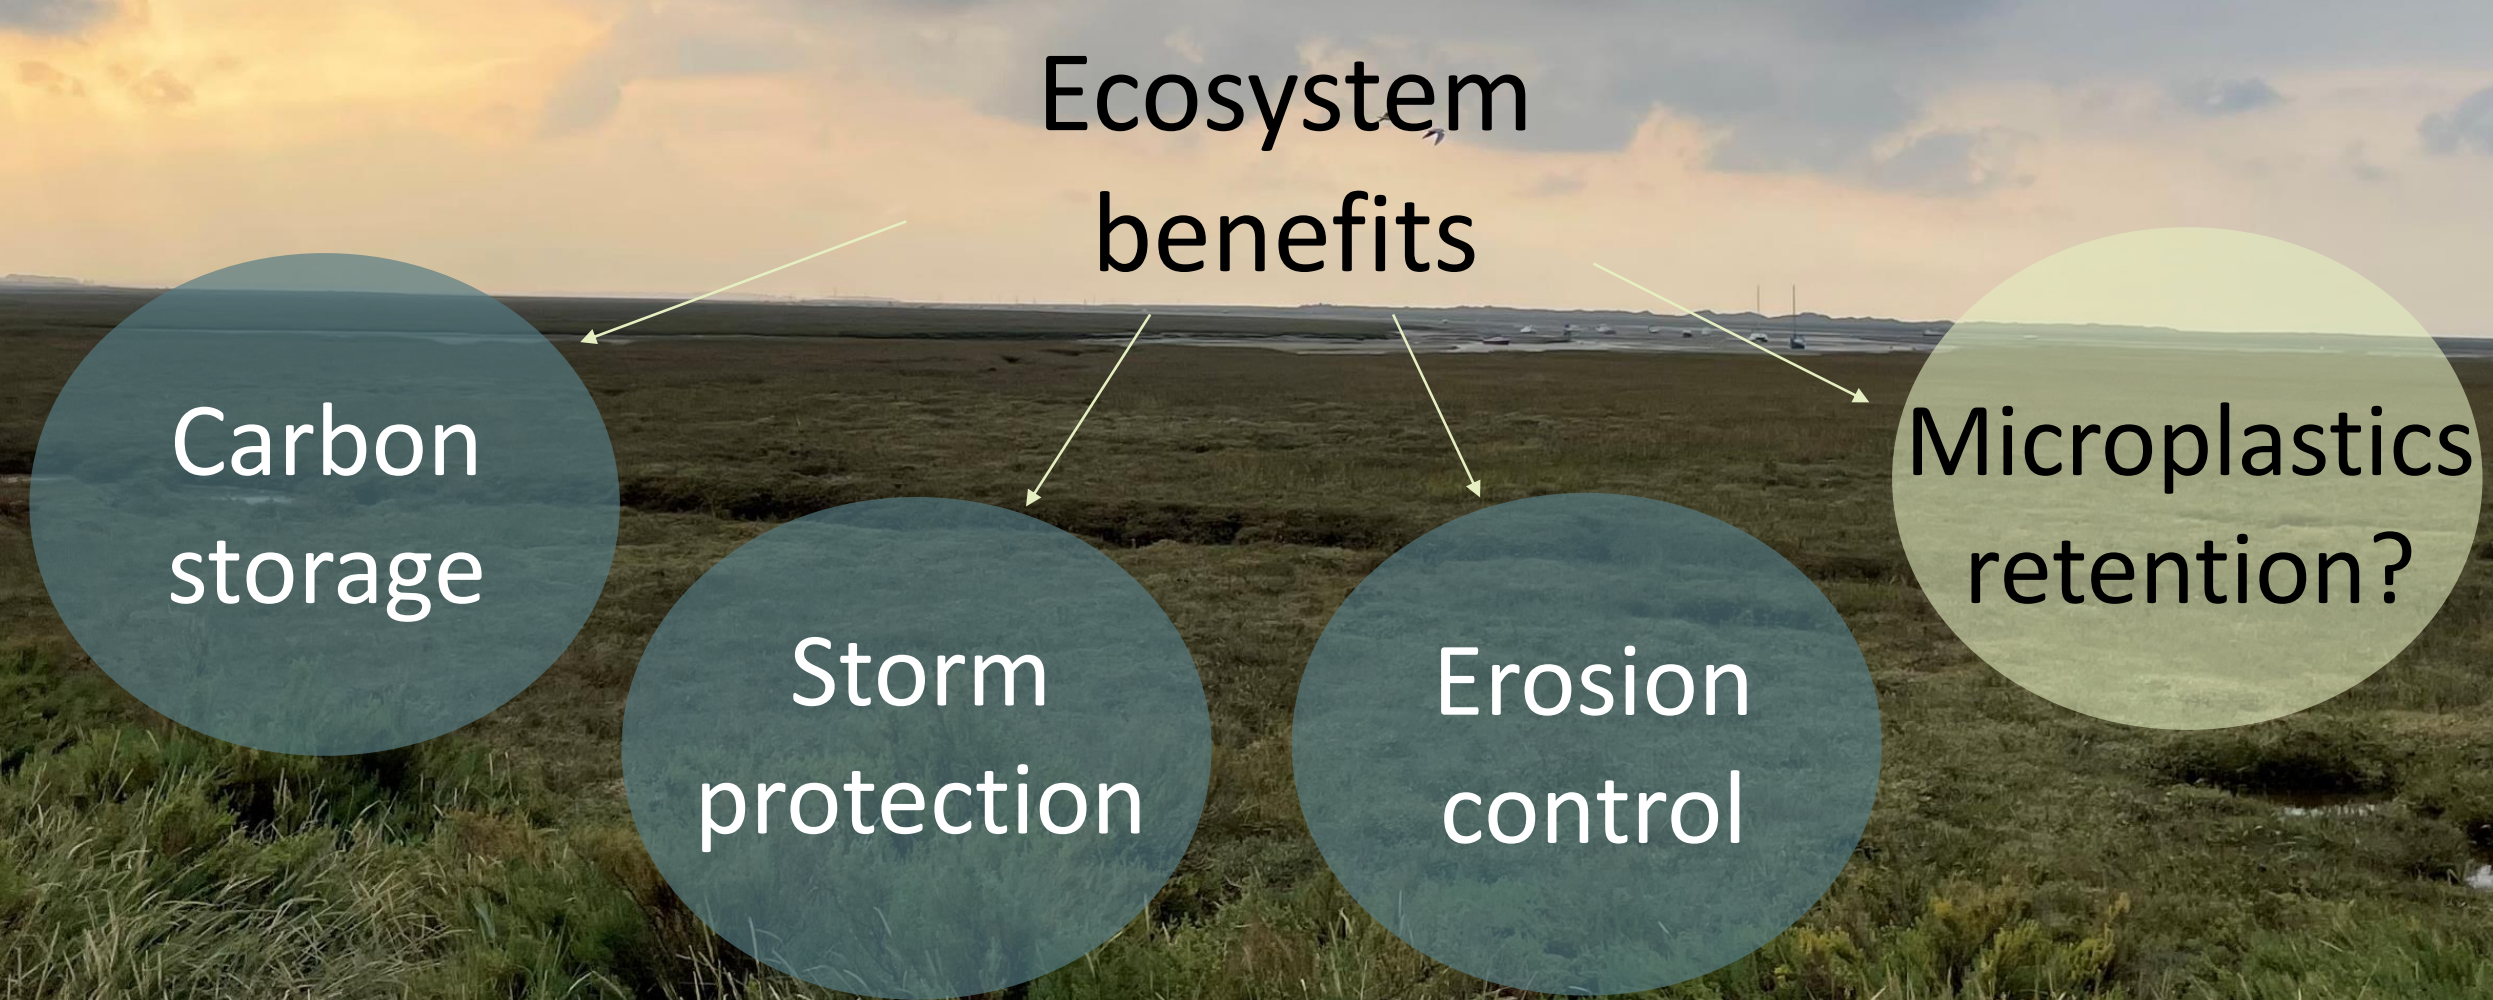 Ecosystem
benefits
Carbon
storage
Storm
protection
Erosion
control
Microplastics
retention?